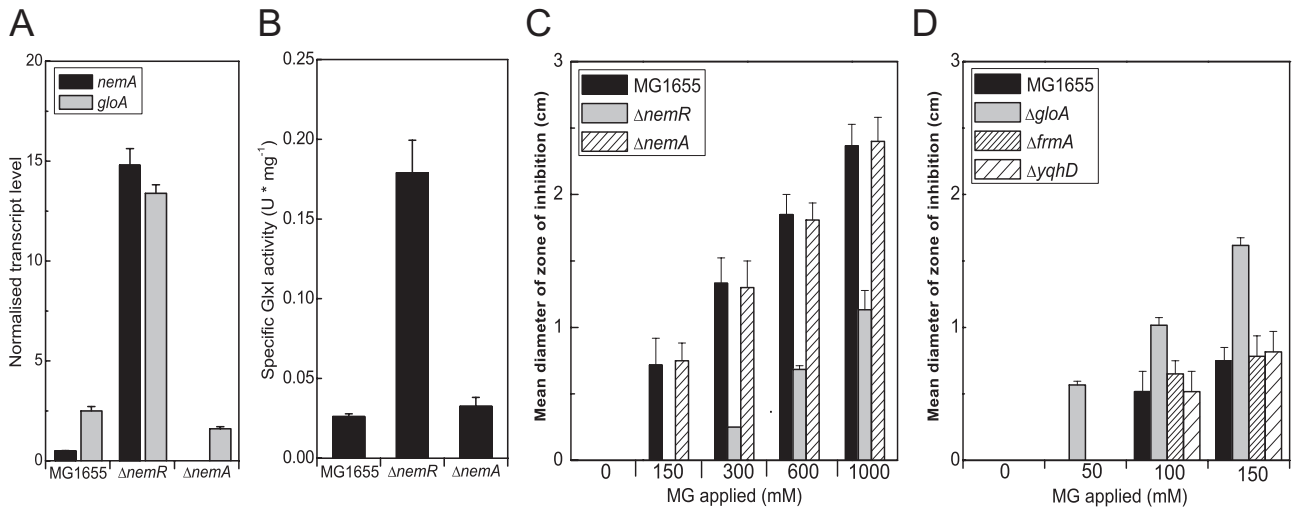 A
B
C
D
Normalised transcript level
20
15
10
5
0
nemA
gloA
MG1655
ΔnemR
ΔnemA
Specific GlxI activity (U * mg⁻¹)
0.25
0.20
0.15
0.10
0.05
0.00
MG1655
ΔnemR
ΔnemA
Mean diameter of zone of inhibition (cm)
3
2
1
0
MG1655
ΔnemR
ΔnemA
0 150 300 600 1000
MG applied (mM)
Mean diameter of zone of inhibition (cm)
3
2
1
0
MG1655
ΔgloA
ΔfrmA
ΔyqhD
0 50 100 150
MG applied (mM)